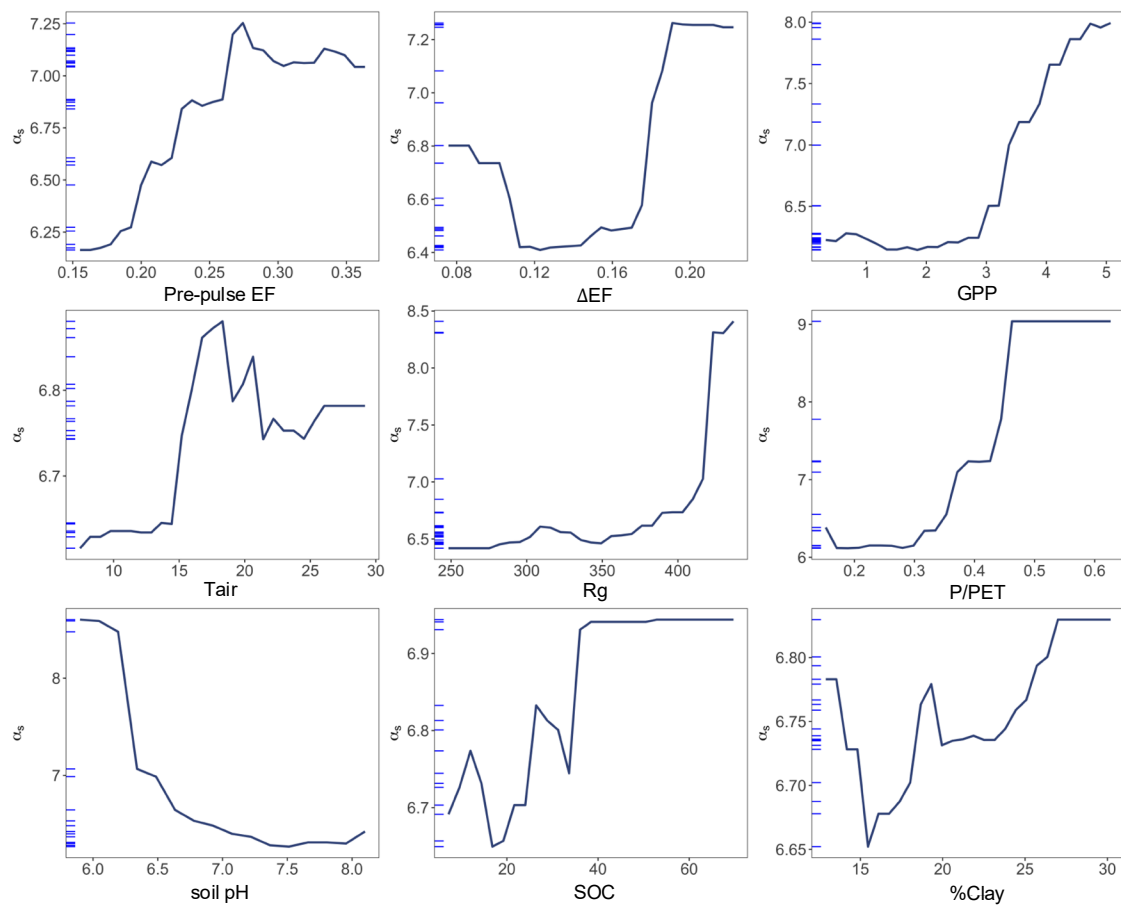 7.25
7.00
6.75
6.50
6.25
αs
0.15 0.20 0.25 0.30 0.35
Pre-pulse EF
7.2
7.0
6.8
6.6
6.4
αs
0.08 0.12 0.16 0.20
ΔEF
8.0
7.5
7.0
6.5
αs
1 2 3 4 5
GPP
6.8
6.7
αs
10 15 20 25 30
Tair
8.5
8.0
7.0
6.5
αs
250 300 350 400
Rg
9
9
7
6
αs
0.2 0.3 0.4 0.5 0.6
P/PET
8
7
αs
6.0 6.5 7.0 7.5 8.0
soil pH
6.9
6.8
6.7
αs
20 40 60
SOC
6.80
6.75
6.70
6.65
αs
15 20 25 30
%Clay